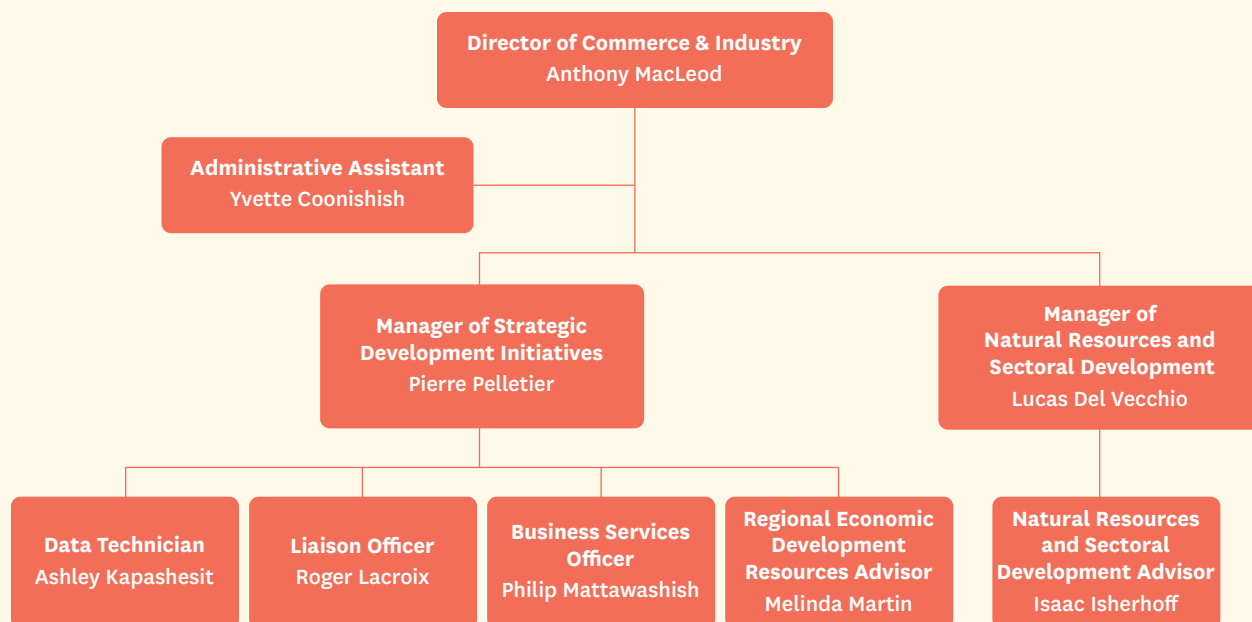 Director of Commerce & Industry
Anthony MacLeod
Administrative Assistant
Yvette Coonishish
Manager of Strategic
Development Initiatives
Pierre Pelletier
Manager of
Natural Resources and
Sectoral Development
Lucas Del Vecchio
Data Technician
Ashley Kapashesit
Liaison Officer
Roger Lacroix
Business Services
Officer
Philip Mattawashish
Regional Economic
Development
Resources Advisor
Melinda Martin
Natural Resources
and Sectoral
Development Advisor
Isaac Isherhoff